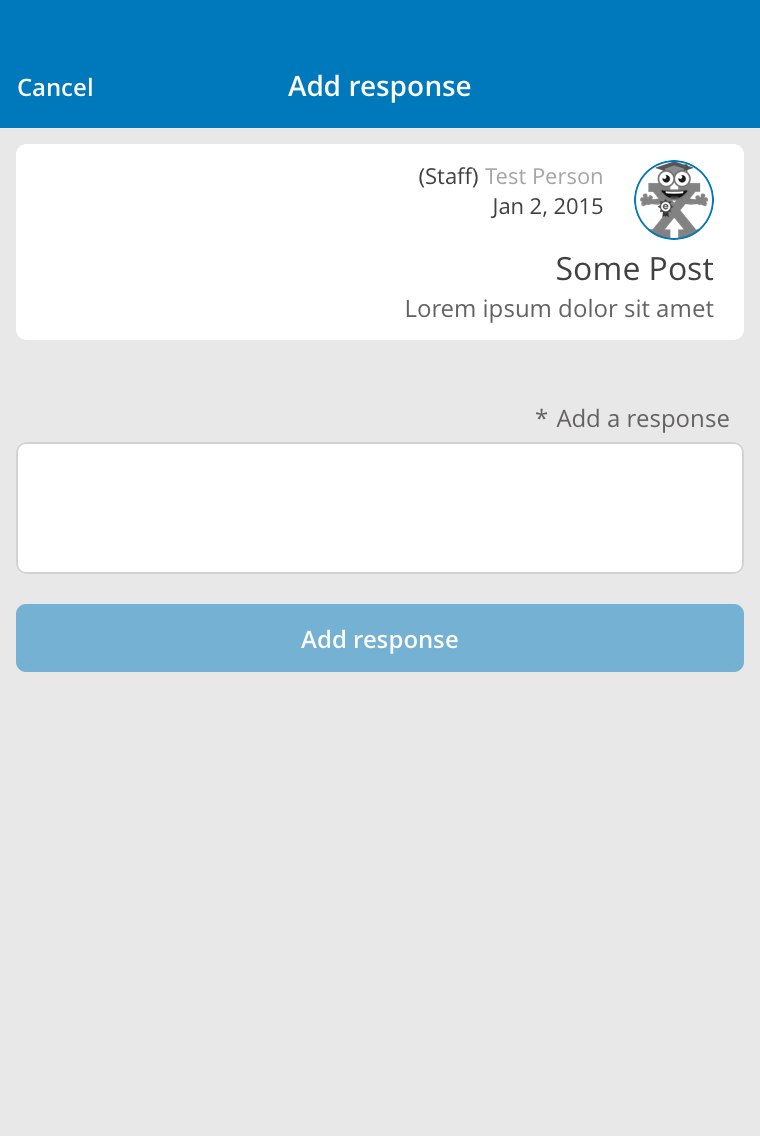 Cancel
Add response
(Staff) Test Person
Jan 2, 2015
Some Post
Lorem ipsum dolor sit amet
* Add a response
Add response